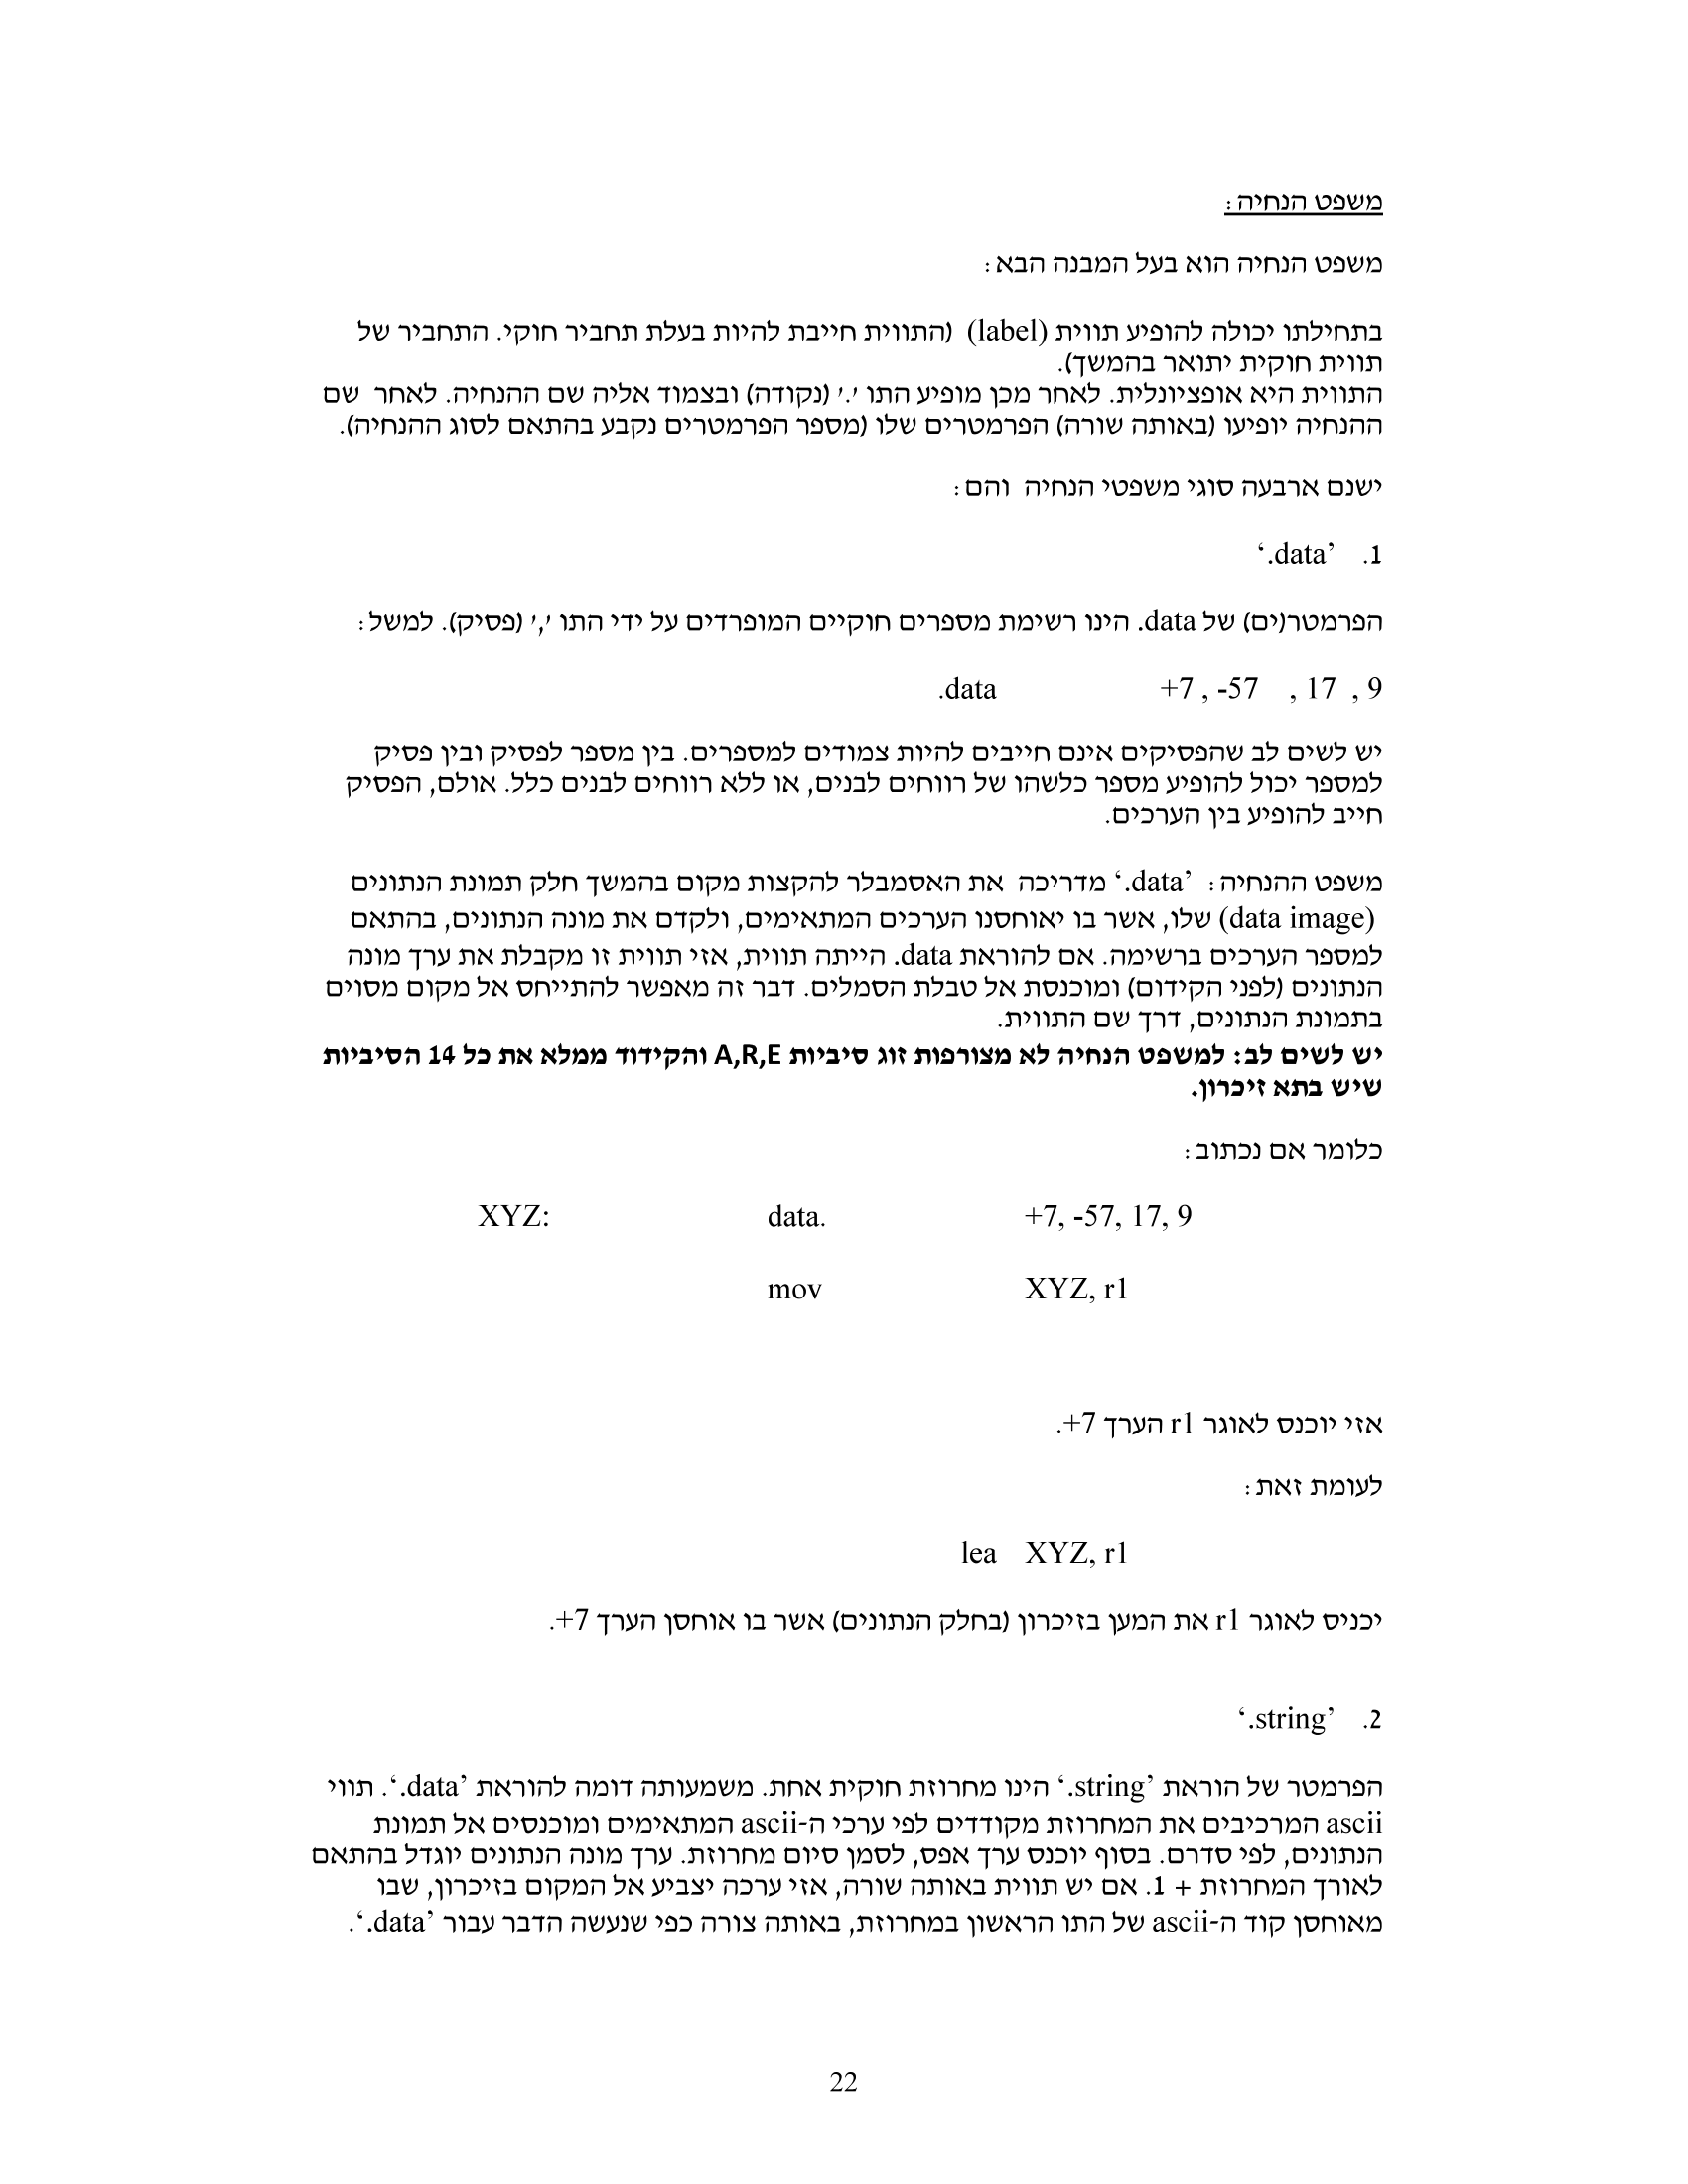 משפט הנחיה:
משפט הנחיה הוא בעל המבנה הבא:
בתחילתו יכולה להופיע תווית (label)  (התווית חייבת להיות בעלת תחביר חוקי. התחביר של
תווית חוקית יתואר בהמשך).
התווית היא אופציונלית. לאחר מכן מופיע התו '.' (נקודה) ובצמוד אליה שם ההנחיה. לאחר  שם
ההנחיה יופיעו (באותה שורה) הפרמטרים שלו (מספר הפרמטרים נקבע בהתאם לסוג ההנחיה).
ישנם ארבעה סוגי משפטי הנחיה  והם:
1.   ‘.data’
הפרמטר(ים) של data. הינו רשימת מספרים חוקיים המופרדים על ידי התו ',' (פסיק). למשל:
.data   +7 , -57    , 17  , 9
יש לשים לב שהפסיקים אינם חייבים להיות צמודים למספרים. בין מספר לפסיק ובין פסיק
למספר יכול להופיע מספר כלשהו של רווחים לבנים, או ללא רווחים לבנים כלל. אולם, הפסיק
חייב להופיע בין הערכים.
משפט ההנחיה:  ‘.data’ מדריכה  את האסמבלר להקצות מקום בהמשך חלק תמונת הנתונים
(data image) שלו, אשר בו יאוחסנו הערכים המתאימים, ולקדם את מונה הנתונים, בהתאם
למספר הערכים ברשימה. אם להוראת data. הייתה תווית, אזי תווית זו מקבלת את ערך מונה
הנתונים (לפני הקידום) ומוכנסת אל טבלת הסמלים. דבר זה מאפשר להתייחס אל מקום מסוים
בתמונת הנתונים, דרך שם התווית.
יש לשים לב: למשפט הנחיה לא מצורפות זוג סיביות A,R,E והקידוד ממלא את כל 14 הסיביות
שיש בתא זיכרון.
כלומר אם נכתוב:
XYZ:   data.   +7, -57, 17, 9
mov   XYZ, r1
אזי יוכנס לאוגר r1 הערך 7+.
לעומת זאת:
lea   XYZ, r1
יכניס לאוגר r1 את המען בזיכרון (בחלק הנתונים) אשר בו אוחסן הערך 7+.
2.   ‘.string’
הפרמטר של הוראת ‘.string’ הינו מחרוזת חוקית אחת. משמעותה דומה להוראת ‘.data’. תווי
ascii המרכיבים את המחרוזת מקודדים לפי ערכי ה-ascii המתאימים ומוכנסים אל תמונת
הנתונים, לפי סדרם. בסוף יוכנס ערך אפס, לסמן סיום מחרוזת. ערך מונה הנתונים יוגדל בהתאם
לאורך המחרוזת + 1. אם יש תווית באותה שורה, אזי ערכה יצביע אל המקום בזיכרון, שבו
מאוחסן קוד ה-ascii של התו הראשון במחרוזת, באותה צורה כפי שנעשה הדבר עבור ‘.data’.
22